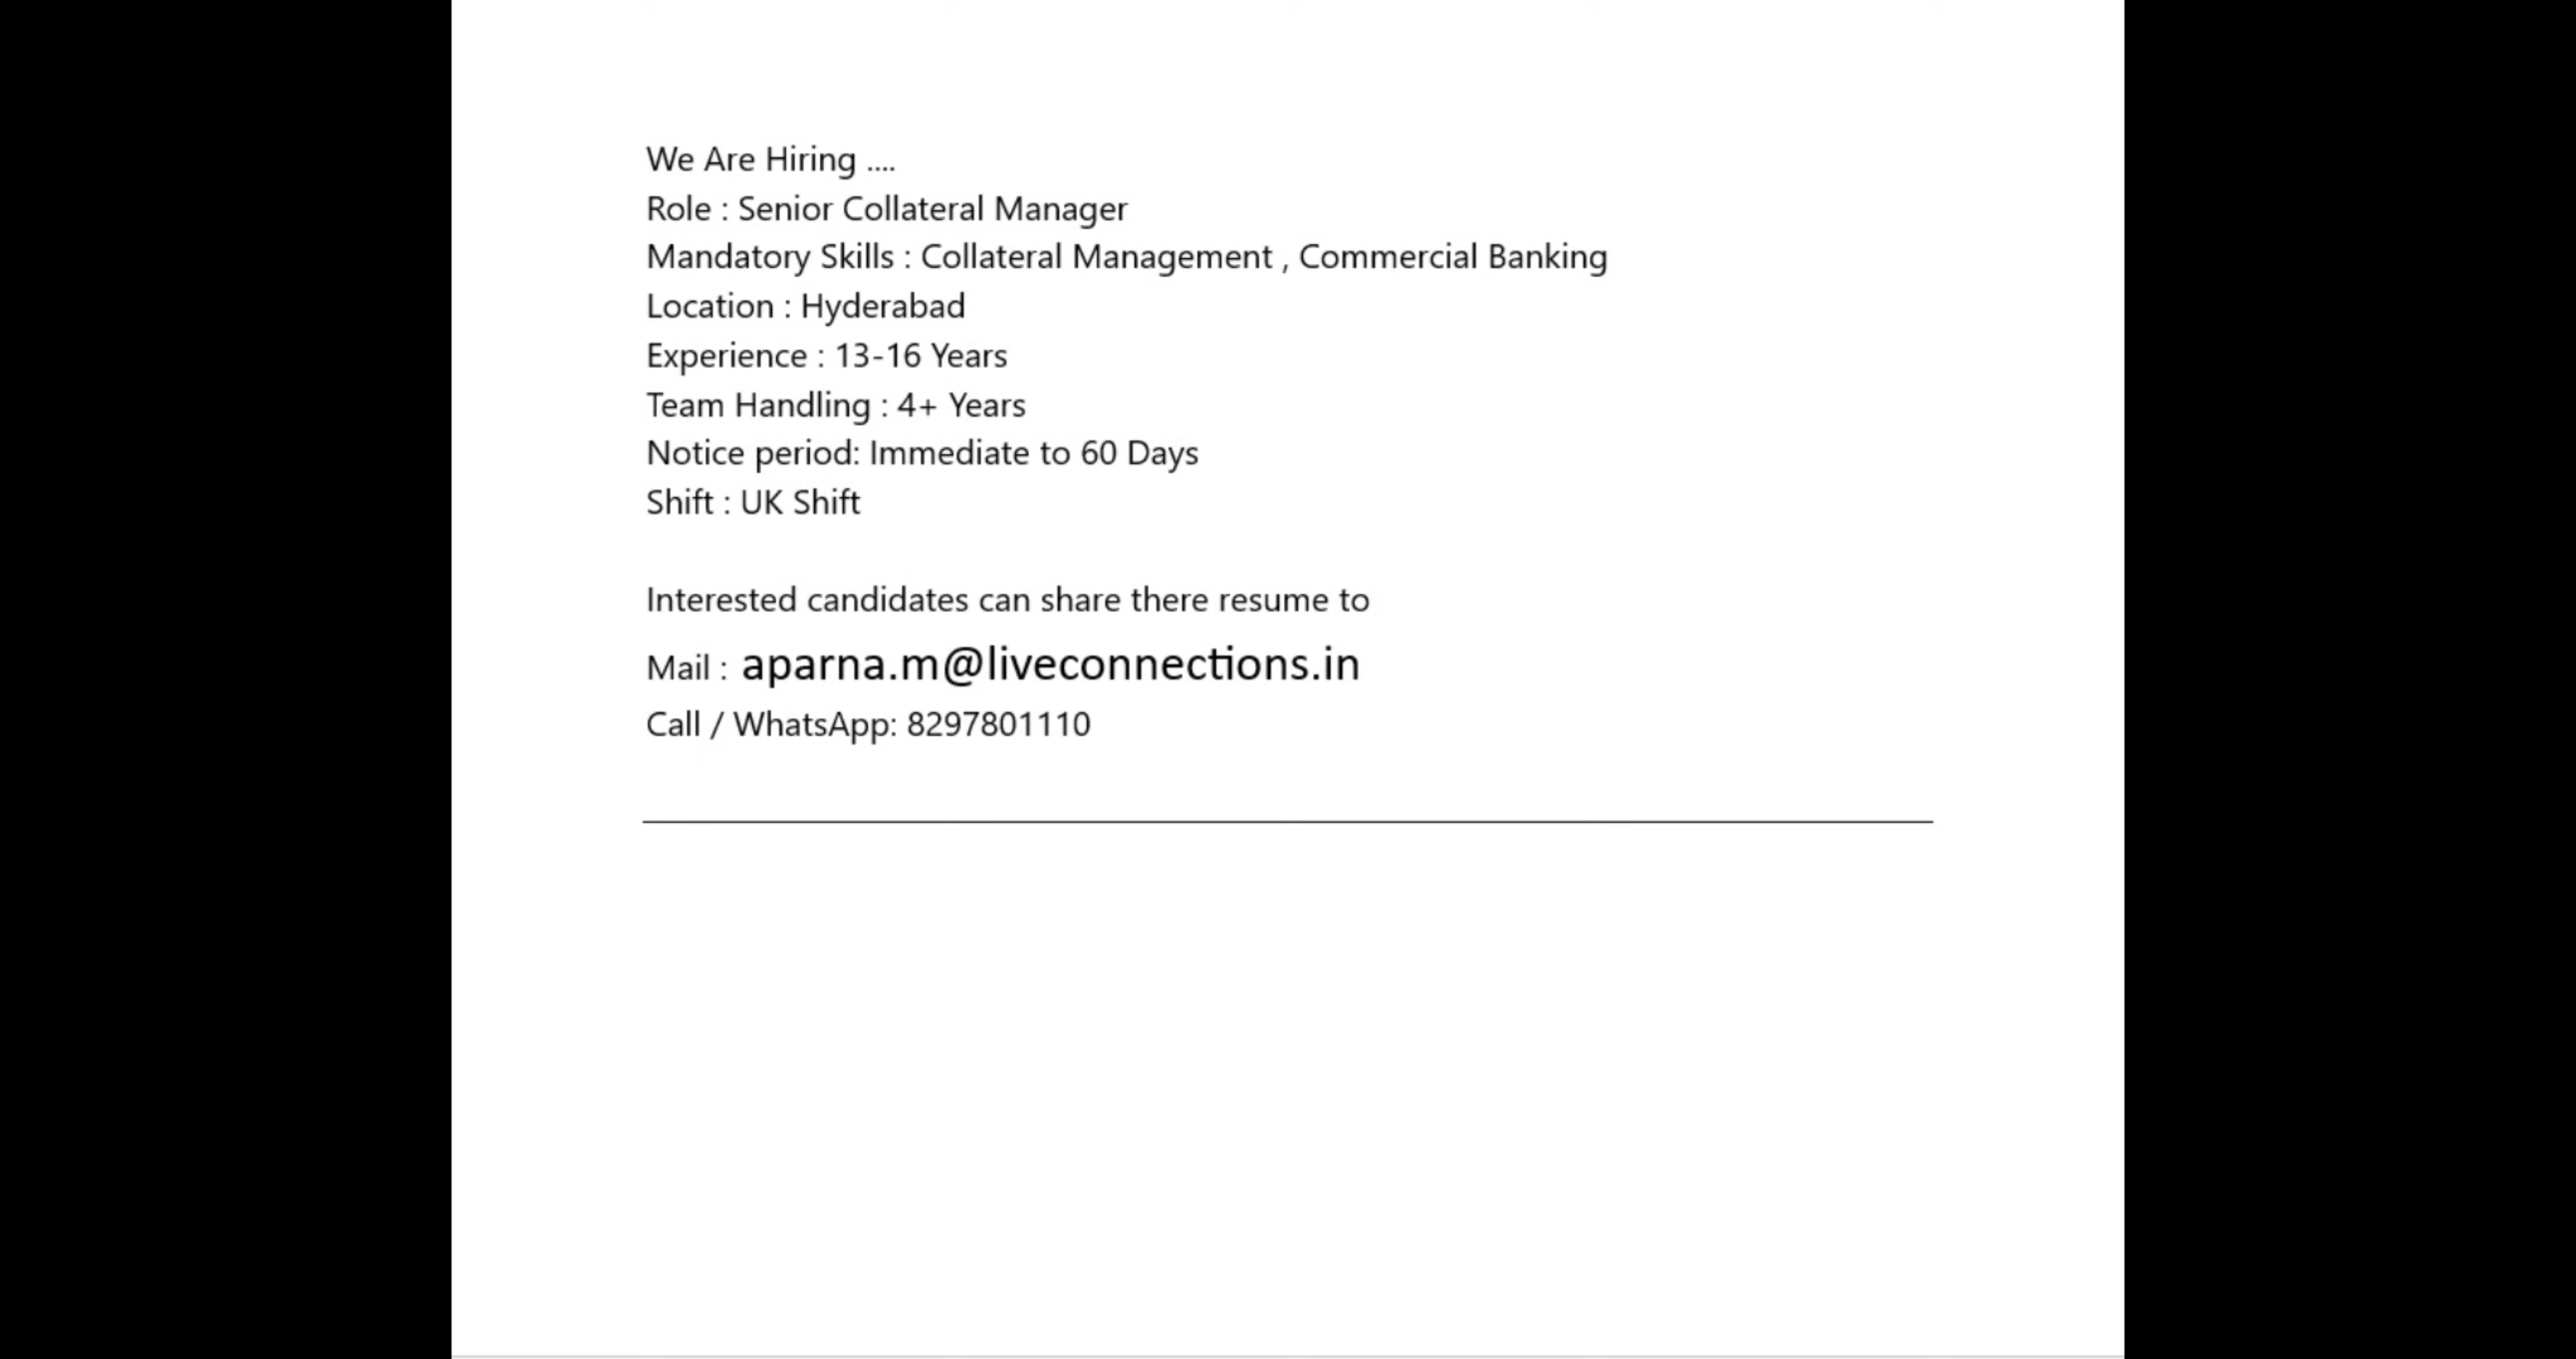 We Are Hiring ....
Role : Senior Collateral Manager
Mandatory Skills : Collateral Management , Commercial Banking
Location : Hyderabad
Experience : 13-16 Years
Team Handling : 4+ Years
Notice period: Immediate to 60 Days
Shift : UK Shift
Interested candidates can share there resume to
Mail : aparna.m@liveconnections.in
Call / WhatsApp: 8297801110